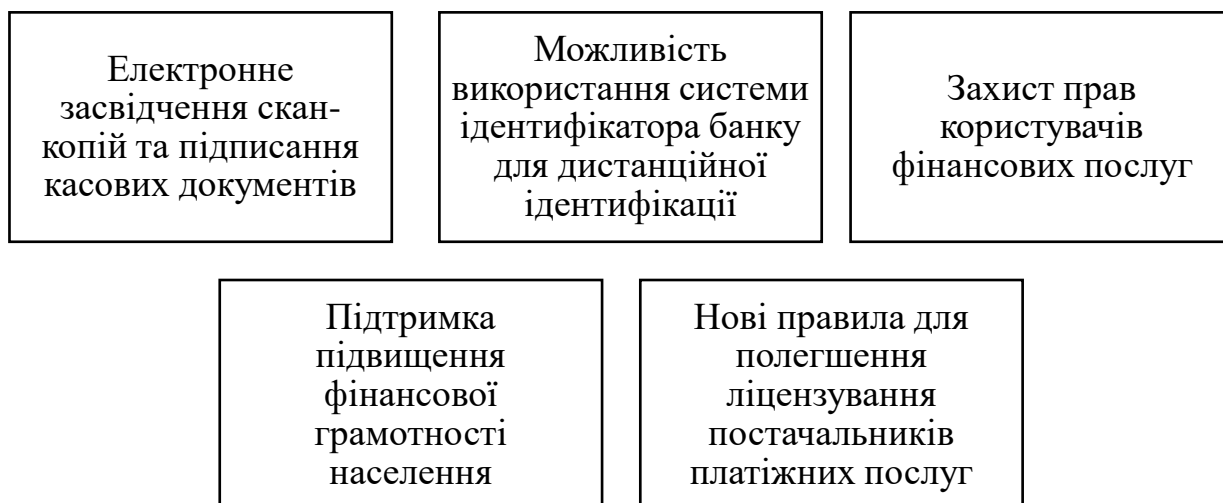 Електронне
засвідчення скан-
копій та підписання
касових документів
Можливість
використання системи
ідентифікатора банку
для дистанційної
ідентифікації
Захист прав
користувачів
фінансових послуг
Підтримка
підвищення
фінансової
грамотності
населення
Нові правила для
полегшення
ліцензування
постачальників
платіжних послуг